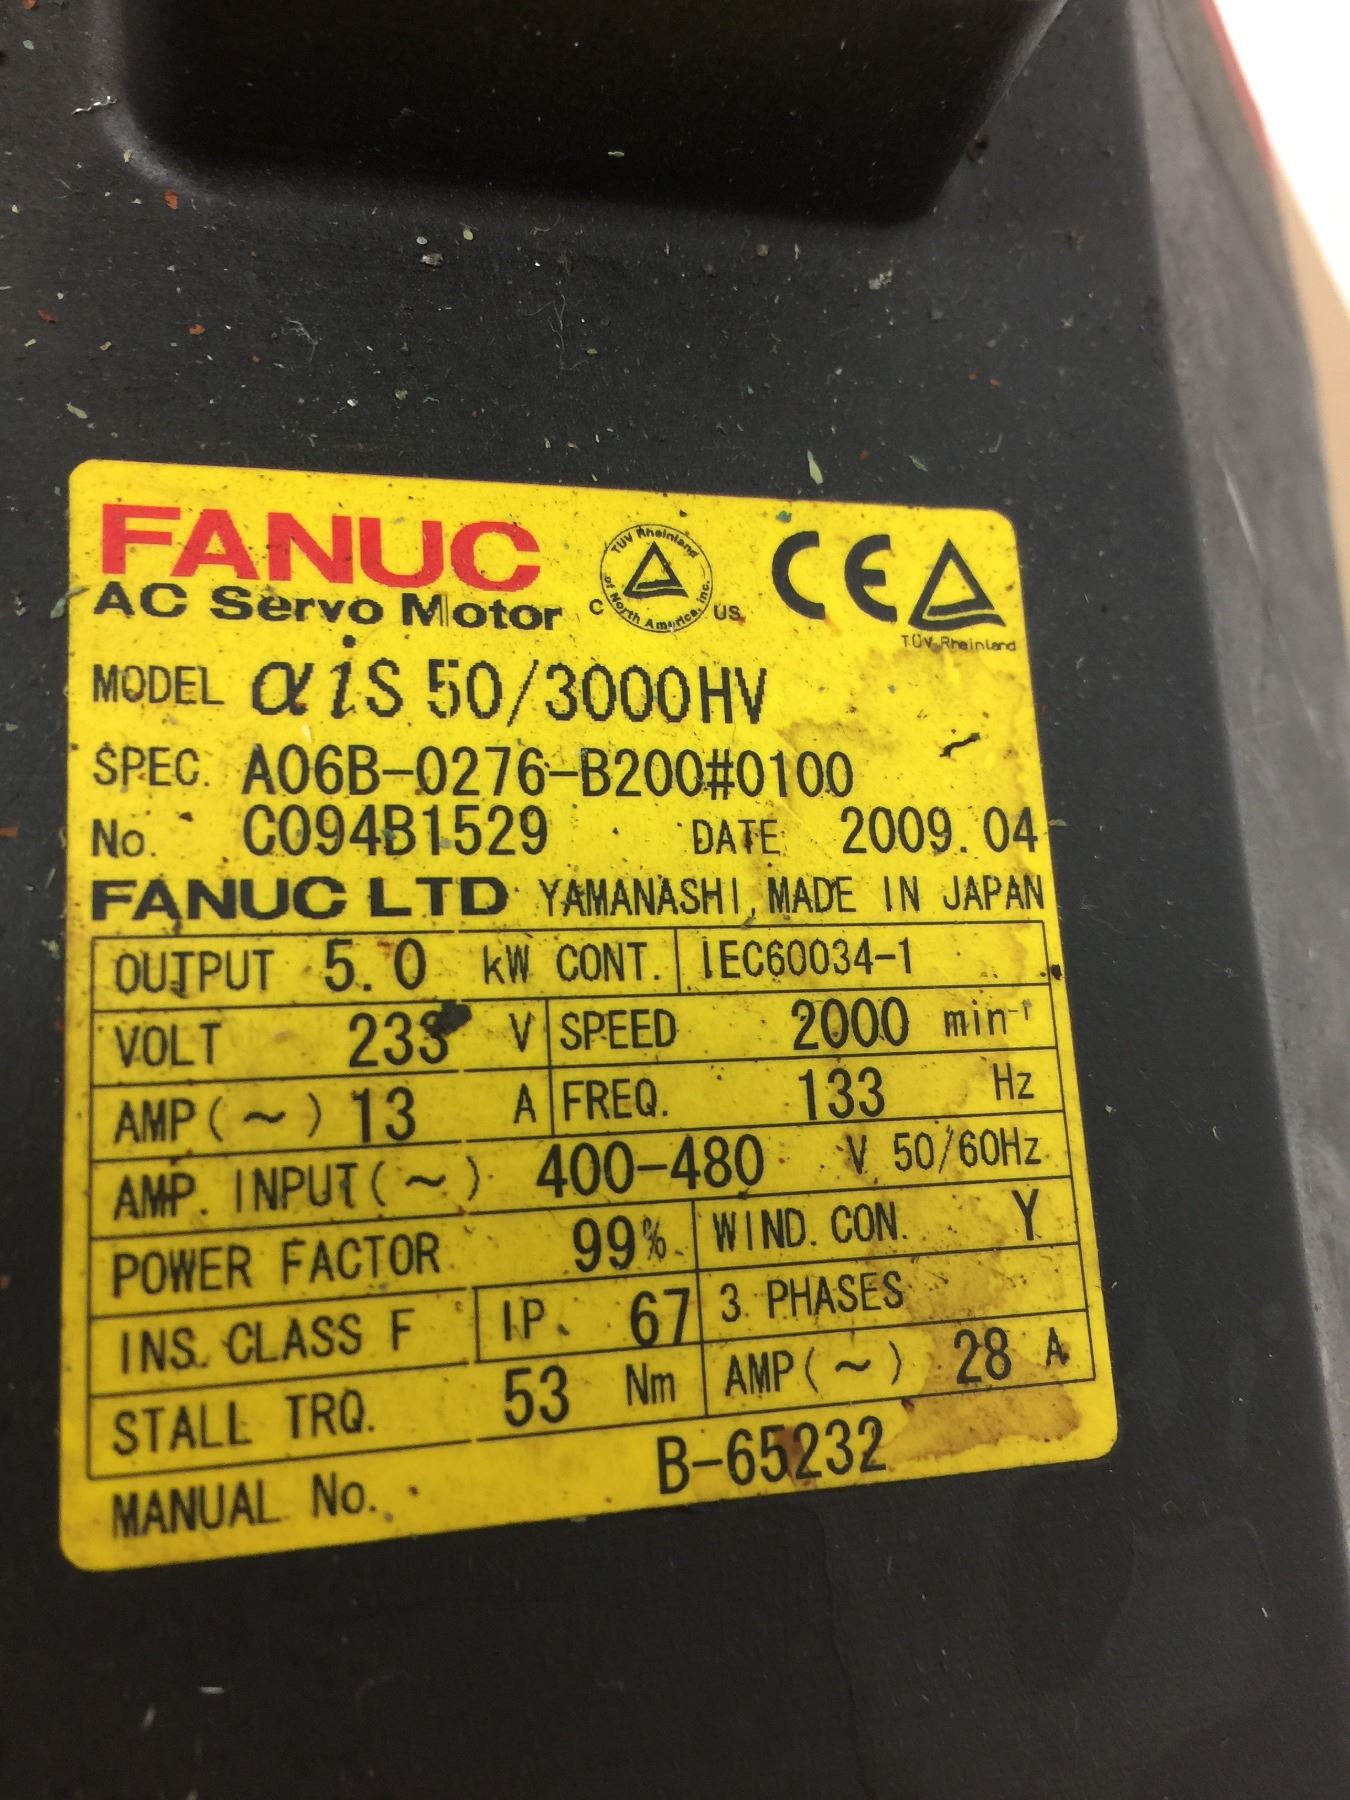 FANUC
AC Servo Motor
TÜV Rheinland of North America, Inc.
C US
CE
TÜV Rheinland
MODEL αiS 50/3000HV
SPEC. A06B-0276-B200#0100
No. C094B1529 DATE 2009.04
FANUC LTD YAMANASHI, MADE IN JAPAN
OUTPUT 5.0 kW CONT. IEC60034-1
VOLT 233 V SPEED 2000 min⁻¹
AMP(~) 13 A FREQ. 133 Hz
AMP. INPUT(~) 400-480 V 50/60Hz
POWER FACTOR 99% WIND. CON. Y
INS. CLASS F I.P. 67 3 PHASES
STALL TRQ. 53 Nm AMP(~) 28 A
MANUAL No. B-65232